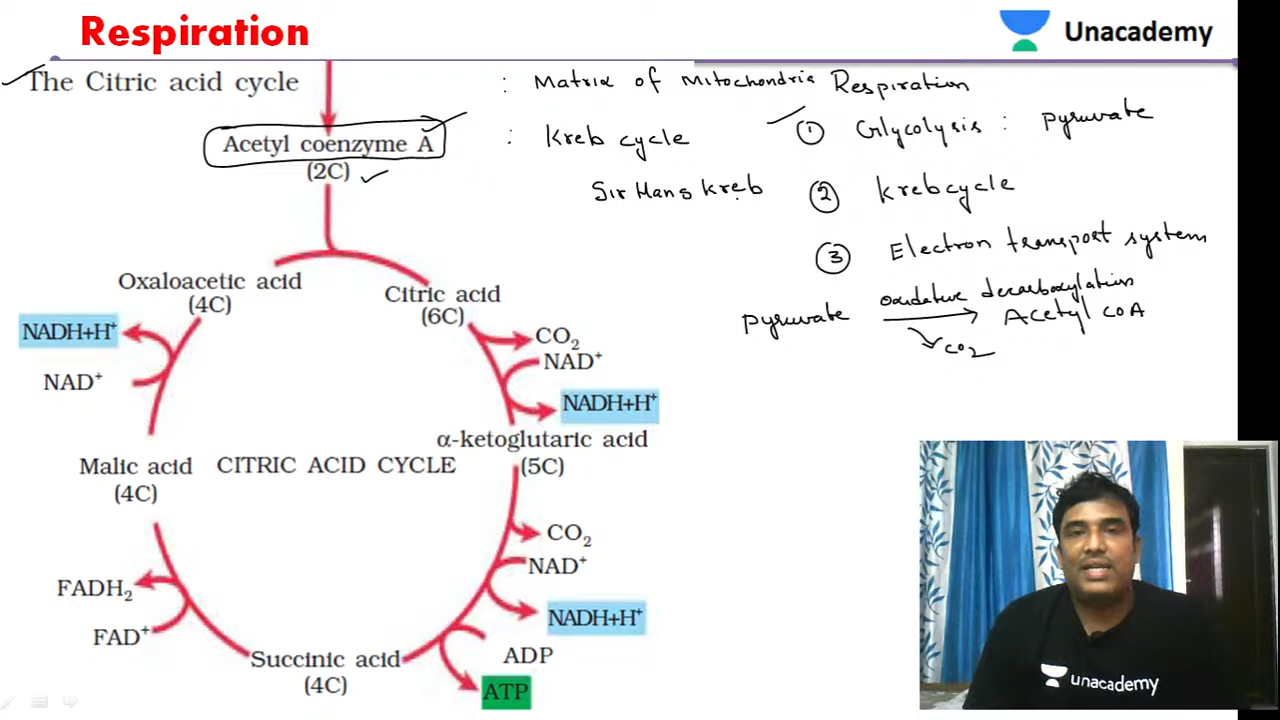 Respiration
Unacademy
The Citric acid cycle
: Matrix of Mitochondria
Respiration
Acetyl coenzyme A
(2C)
: Kreb cycle
Sir Hans Kreb
① Glycolysis : pyruvate
② Krebcycle
③ Electron transport system
pyruvate oxidative decarboxylation Acetyl COA
CO2
Oxaloacetic acid
(4C)
Citric acid
(6C)
NADH+H⁺
NAD⁺
CO₂
NAD⁺
NADH+H⁺
α-ketoglutaric acid
(5C)
Malic acid
(4C)
CITRIC ACID CYCLE
CO₂
NAD⁺
NADH+H⁺
FADH₂
FAD⁺
ADP
ATP
Succinic acid
(4C)
unacademy